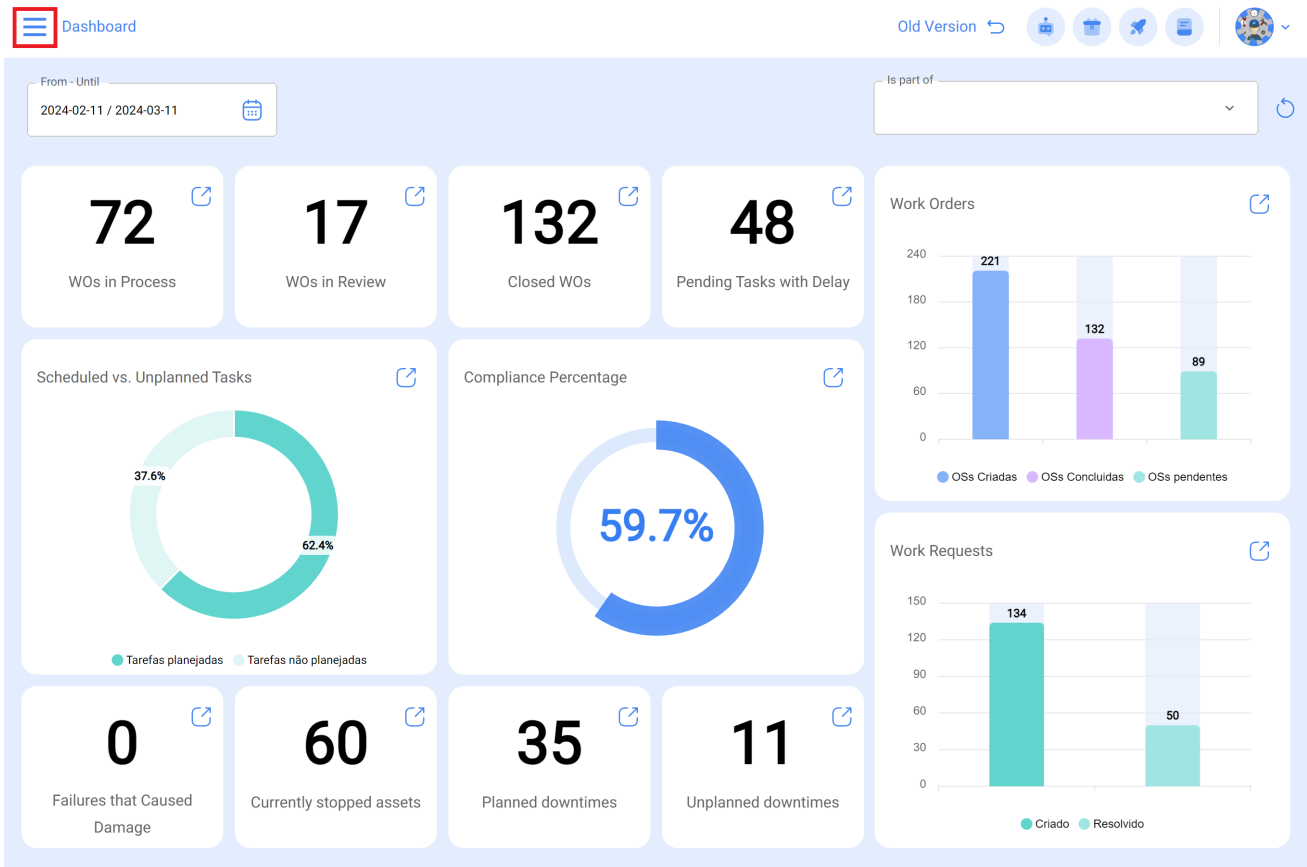 Dashboard
Old Version
From - Until
2024-02-11 / 2024-03-11
Is part of
72
WOs in Process
17
WOs in Review
132
Closed WOs
48
Pending Tasks with Delay
Work Orders
240
180
120
60
0
221
132
89
OSs Criadas OSs Concluidas OSs pendentes
Scheduled vs. Unplanned Tasks
37.6%
62.4%
Tarefas planejadas Tarefas não planejadas
Compliance Percentage
59.7%
Work Requests
150
120
90
60
30
0
134
50
Criado Resolvido
0
Failures that Caused
Damage
60
Currently stopped assets
35
Planned downtimes
11
Unplanned downtimes